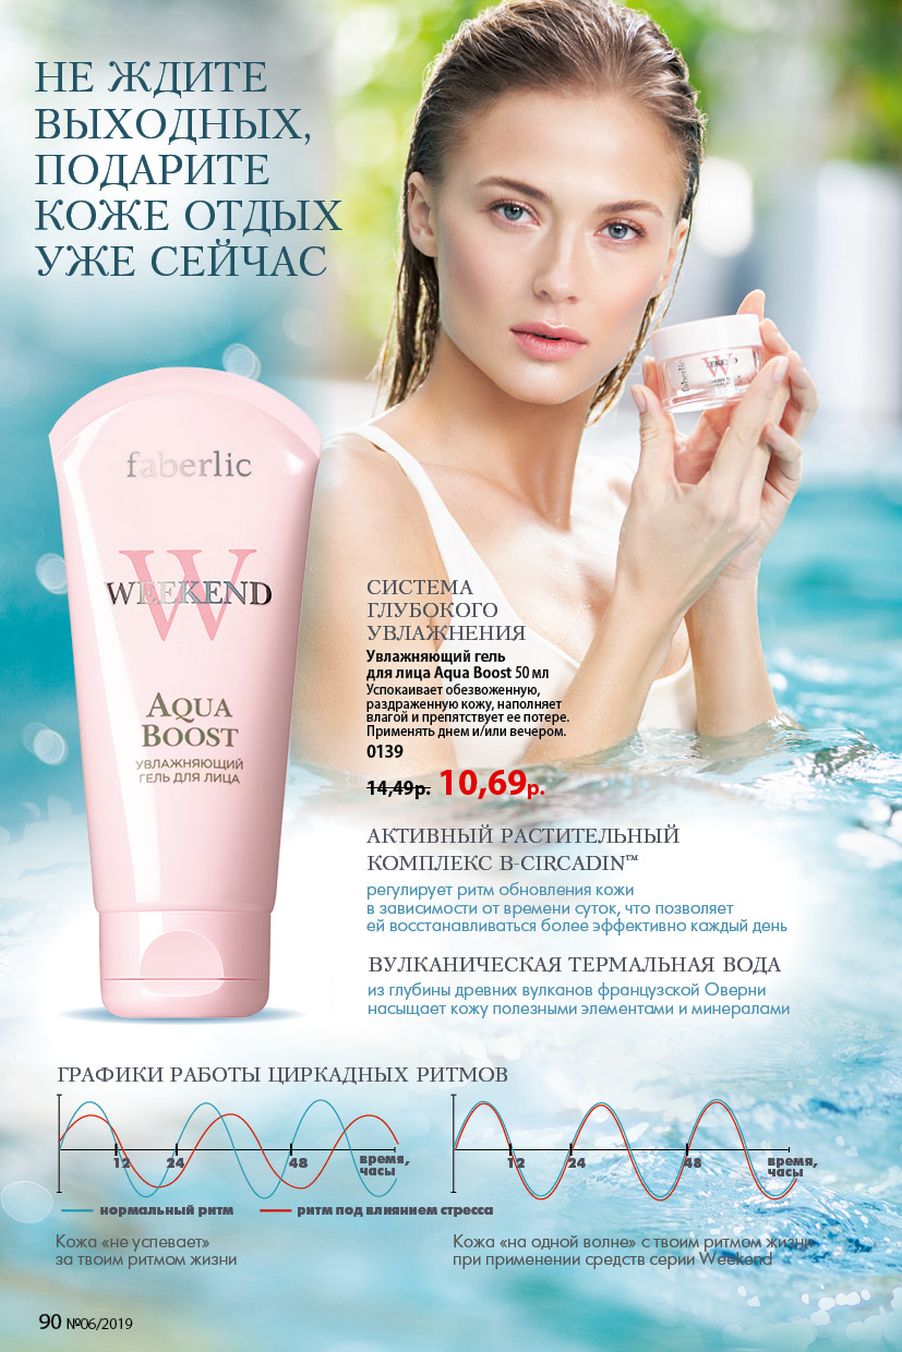 НЕ ЖДИТЕ
ВЫХОДНЫХ,
ПОДАРИТЕ
КОЖЕ ОТДЫХ
УЖЕ СЕЙЧАС
faberlic
WEEKEND
faberlic
W
WEEKEND
AQUA
BOOST
УВЛАЖНЯЮЩИЙ
ГЕЛЬ ДЛЯ ЛИЦА
СИСТЕМА
ГЛУБОКОГО
УВЛАЖНЕНИЯ
Увлажняющий гель
для лица Aqua Boost 50 мл
Успокаивает обезвоженную,
раздраженную кожу, наполняет
влагой и препятствует ее потере.
Применять днем и/или вечером.
0139
14,49р. 10,69р.
АКТИВНЫЙ РАСТИТЕЛЬНЫЙ
КОМПЛЕКС B-CIRCADIN™
регулирует ритм обновления кожи
в зависимости от времени суток, что позволяет
ей восстанавливаться более эффективно каждый день
ВУЛКАНИЧЕСКАЯ ТЕРМАЛЬНАЯ ВОДА
из глубины древних вулканов французской Оверни
насыщает кожу полезными элементами и минералами
ГРАФИКИ РАБОТЫ ЦИРКАДНЫХ РИТМОВ
12 24 48 время,
часы
12 24 48 время,
часы
нормальный ритм ритм под влиянием стресса
Кожа «не успевает»
за твоим ритмом жизни
Кожа «на одной волне» с твоим ритмом жизни
при применении средств серии Weekend
90 №06/2019